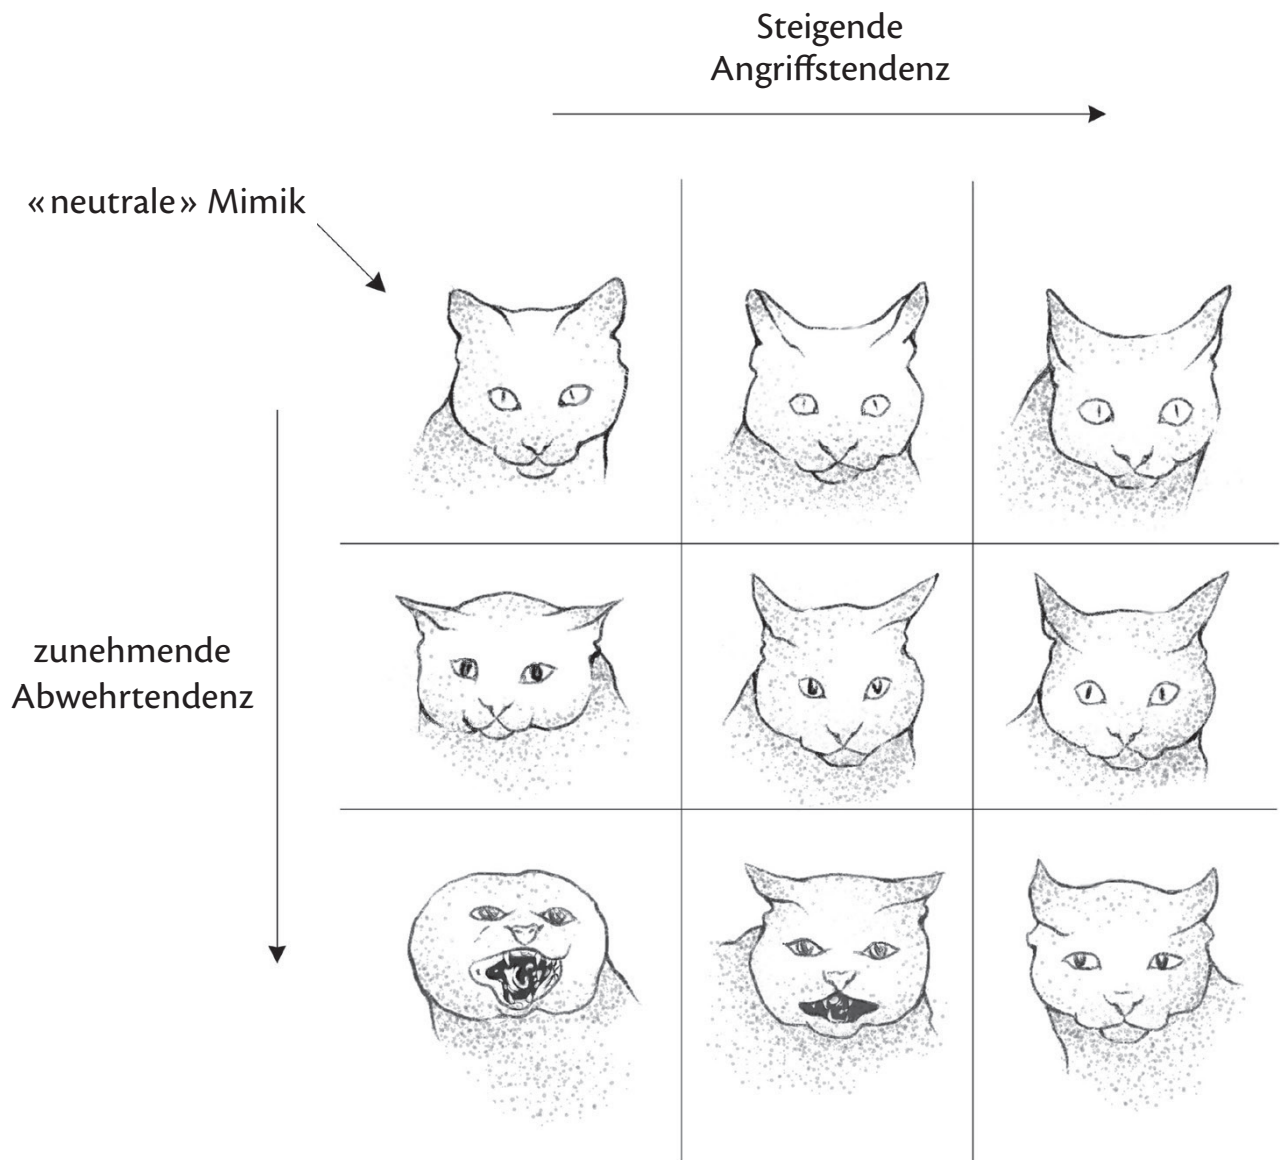 Steigende
Angriffstendenz
«neutrale» Mimik
zunehmende
Abwehrtendenz